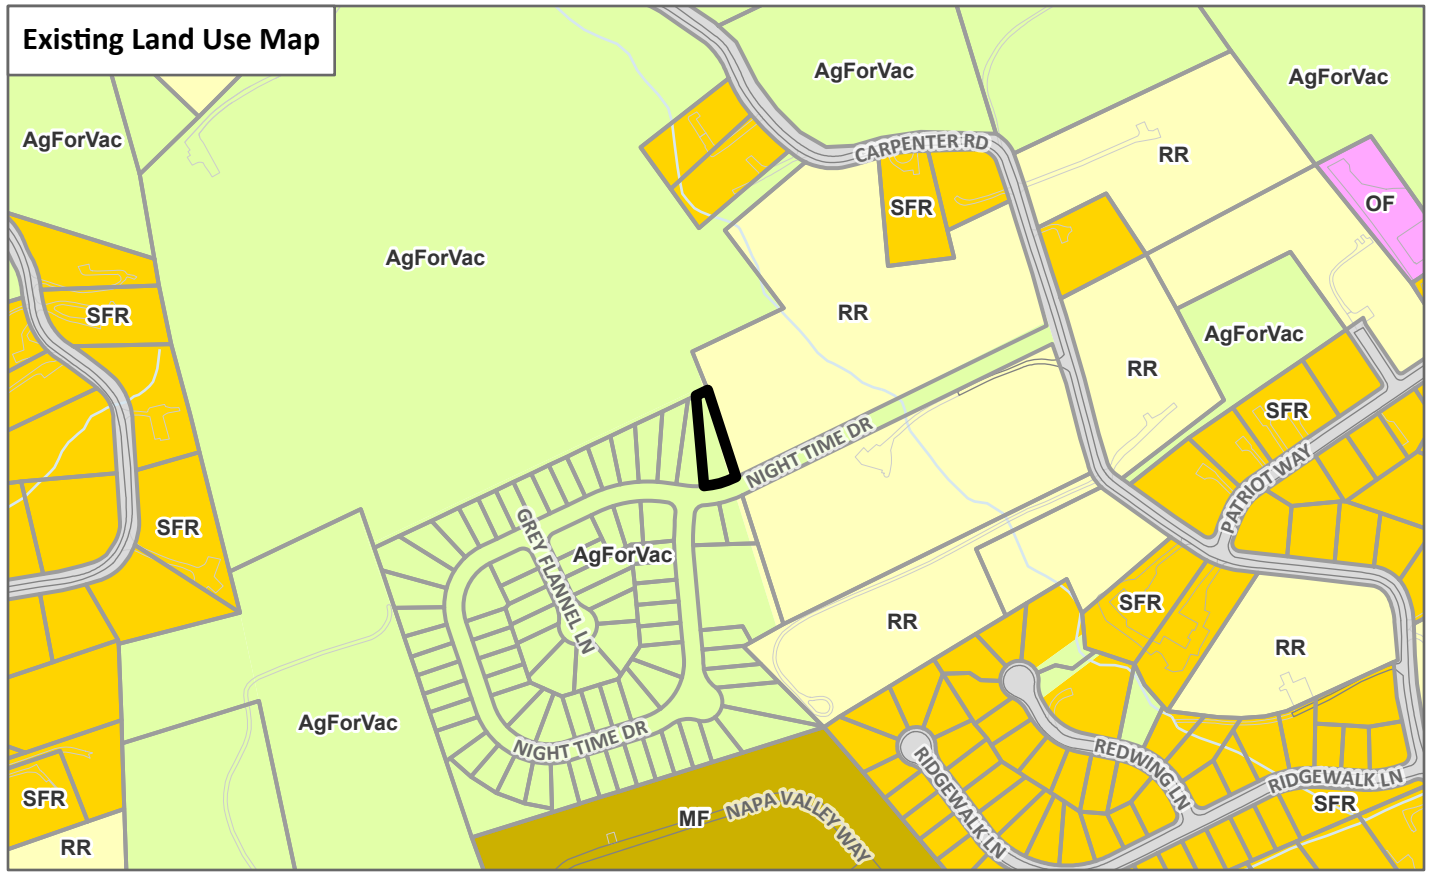 Existing Land Use Map
AgForVac
AgForVac
AgForVac
CARPENTER RD
RR
SFR
OF
AgForVac
SFR
RR
AgForVac
RR
SFR
NIGHT TIME DR
PATRIOT WAY
SFR
GREY FLANNEL LN
AgForVac
SFR
RR
RR
AgForVac
NIGHT TIME DR
REDWING LN
RIDGEWALK LN
RIDGEWALK LN
SFR
SFR
MF
NAPA VALLEY WAY
RR